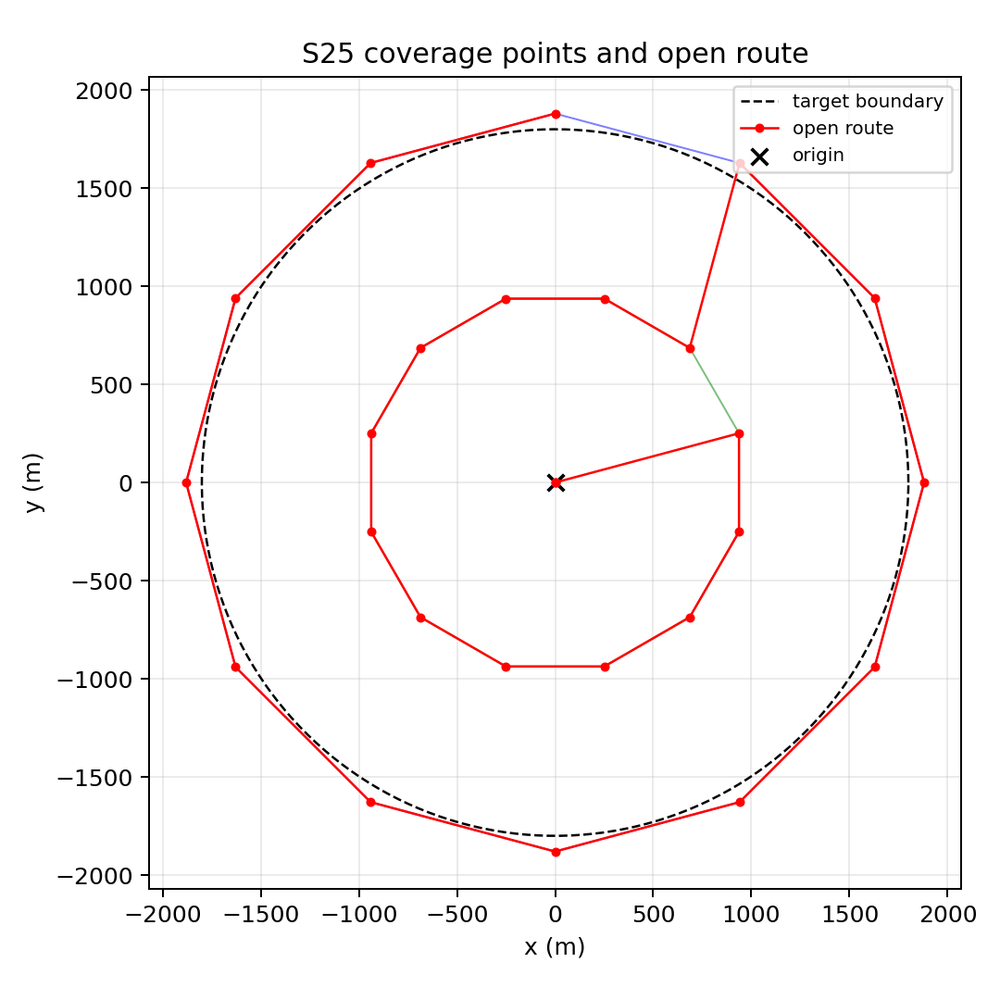 S25 coverage points and open route
target boundary
open route
origin
2000
1500
1000
500
0
−500
−1000
−1500
−2000
y (m)
−2000 −1500 −1000 −500 0 500 1000 1500 2000
x (m)